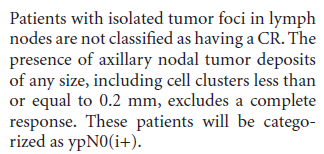 Patients with isolated tumor foci in lymph
nodes are not classified as having a CR. The
presence of axillary nodal tumor deposits
of any size, including cell clusters less than
or equal to 0.2 mm, excludes a complete
response. These patients will be catego-
rized as ypN0(i+).